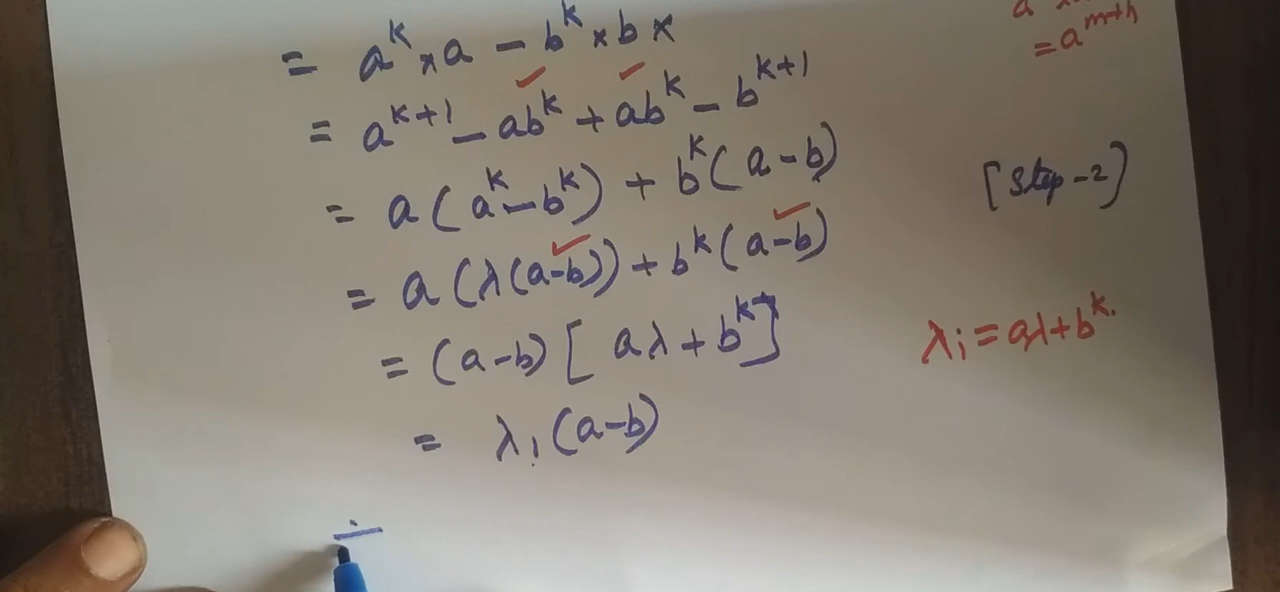 = a^k × a − b^k × b ×
= a^{m+n}
= a^{k+1} − ab^k + ab^k − b^{k+1}
= a(a^k − b^k) + b^k(a−b) [Step-2]
= a(λ(a−b)) + b^k(a−b)
= (a−b)[aλ + b^k] λ₁ = aλ + b^k.
= λ₁(a−b)